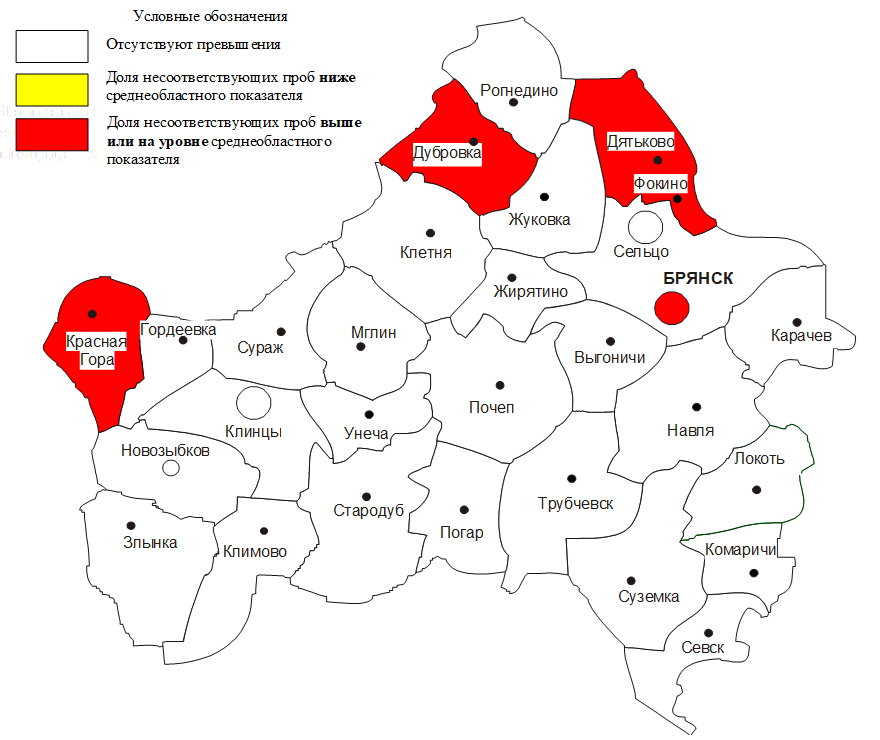 Условные обозначения
Отсутствуют превышения
Доля несоответствующих проб ниже
среднеобластного показателя
Доля несоответствующих проб выше
или на уровне среднеобластного
показателя
Рогнедино
Дубровка
Дятьково
Фокино
Жуковка
Клетня
Сельцо
Жирятино
БРЯНСК
Красная
Гора
Гордеевка
Сураж
Мглин
Выгоничи
Карачев
Почеп
Клинцы
Унеча
Навля
Новозыбков
Локоть
Стародуб
Трубчевск
Погар
Злынка
Климово
Комаричи
Суземка
Севск